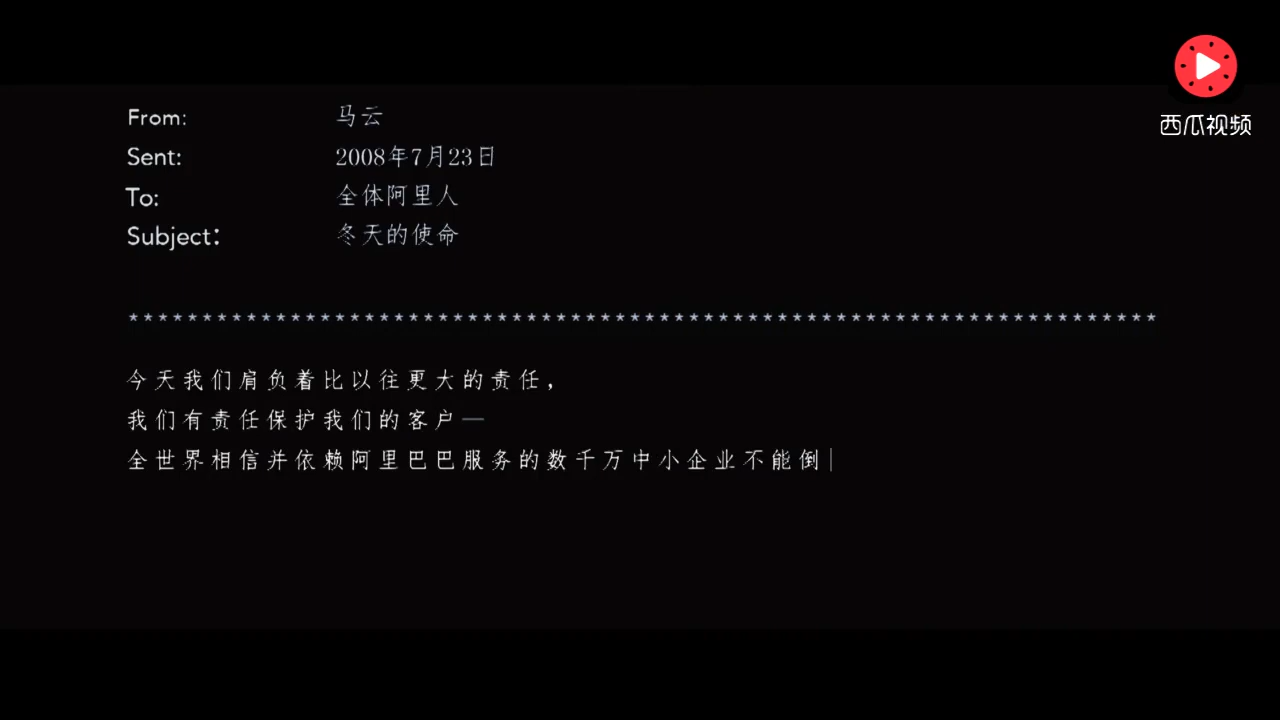 西瓜视频
From: 马云
Sent: 2008年7月23日
To: 全体阿里人
Subject: 冬天的使命
**********************************************************************
今天我们肩负着比以往更大的责任，
我们有责任保护我们的客户—
全世界相信并依赖阿里巴巴服务的数千万中小企业不能倒